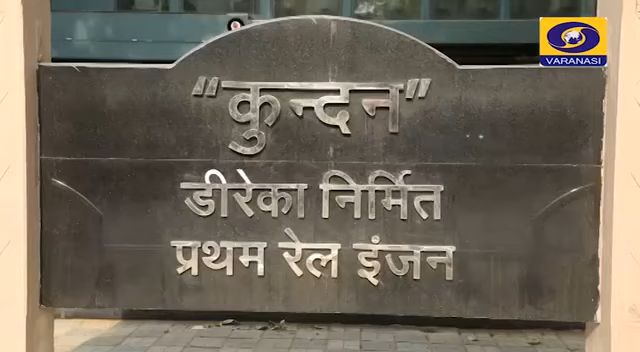 VARANASI
"कुन्दन"
डीरेका निर्मित
प्रथम रेल इंजन